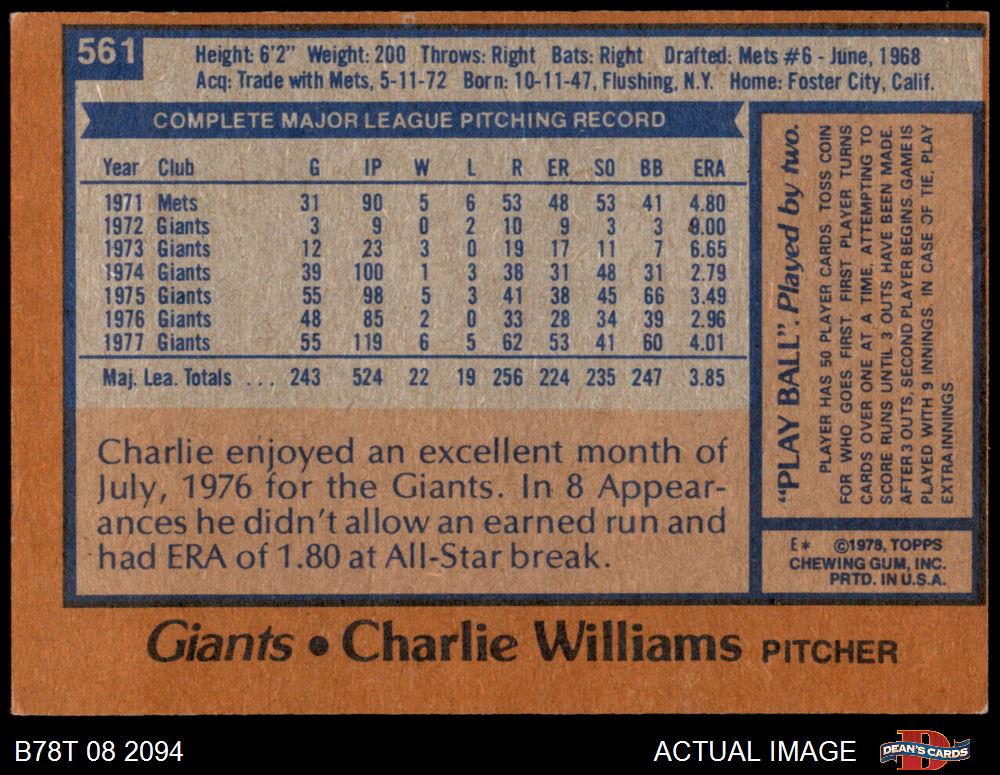 561
Height: 6'2" Weight: 200 Throws: Right Bats: Right Drafted: Mets #6 - June, 1968
Acq: Trade with Mets, 5-11-72 Born: 10-11-47, Flushing, N.Y. Home: Foster City, Calif.
COMPLETE MAJOR LEAGUE PITCHING RECORD
Year Club G IP W L R ER SO BB ERA
1971 Mets 31 90 5 6 53 48 53 41 4.80
1972 Giants 3 9 0 2 10 9 3 3 9.00
1973 Giants 12 23 3 0 19 17 11 7 6.65
1974 Giants 39 100 1 3 38 31 48 31 2.79
1975 Giants 55 98 5 3 41 38 45 66 3.49
1976 Giants 48 85 2 0 33 28 34 39 2.96
1977 Giants 55 119 6 5 62 53 41 60 4.01
Maj. Lea. Totals ... 243 524 22 19 256 224 235 247 3.85
Charlie enjoyed an excellent month of
July, 1976 for the Giants. In 8 Appear-
ances he didn't allow an earned run and
had ERA of 1.80 at All-Star break.
"PLAY BALL". Played by two.
PLAYER HAS 50 PLAYER CARDS. TOSS COIN
FOR WHO GOES FIRST. FIRST PLAYER TURNS
CARDS OVER ONE AT A TIME, ATTEMPTING TO
SCORE RUNS UNTIL 3 OUTS HAVE BEEN MADE.
AFTER 3 OUTS, SECOND PLAYER BEGINS. GAME IS
PLAYED WITH 9 INNINGS. IN CASE OF TIE, PLAY
EXTRA INNINGS.
E* ©1978, TOPPS
CHEWING GUM, INC.
PRTD. IN U.S.A.
Giants • Charlie Williams PITCHER
B78T 08 2094
ACTUAL IMAGE
DEAN'S CARDS